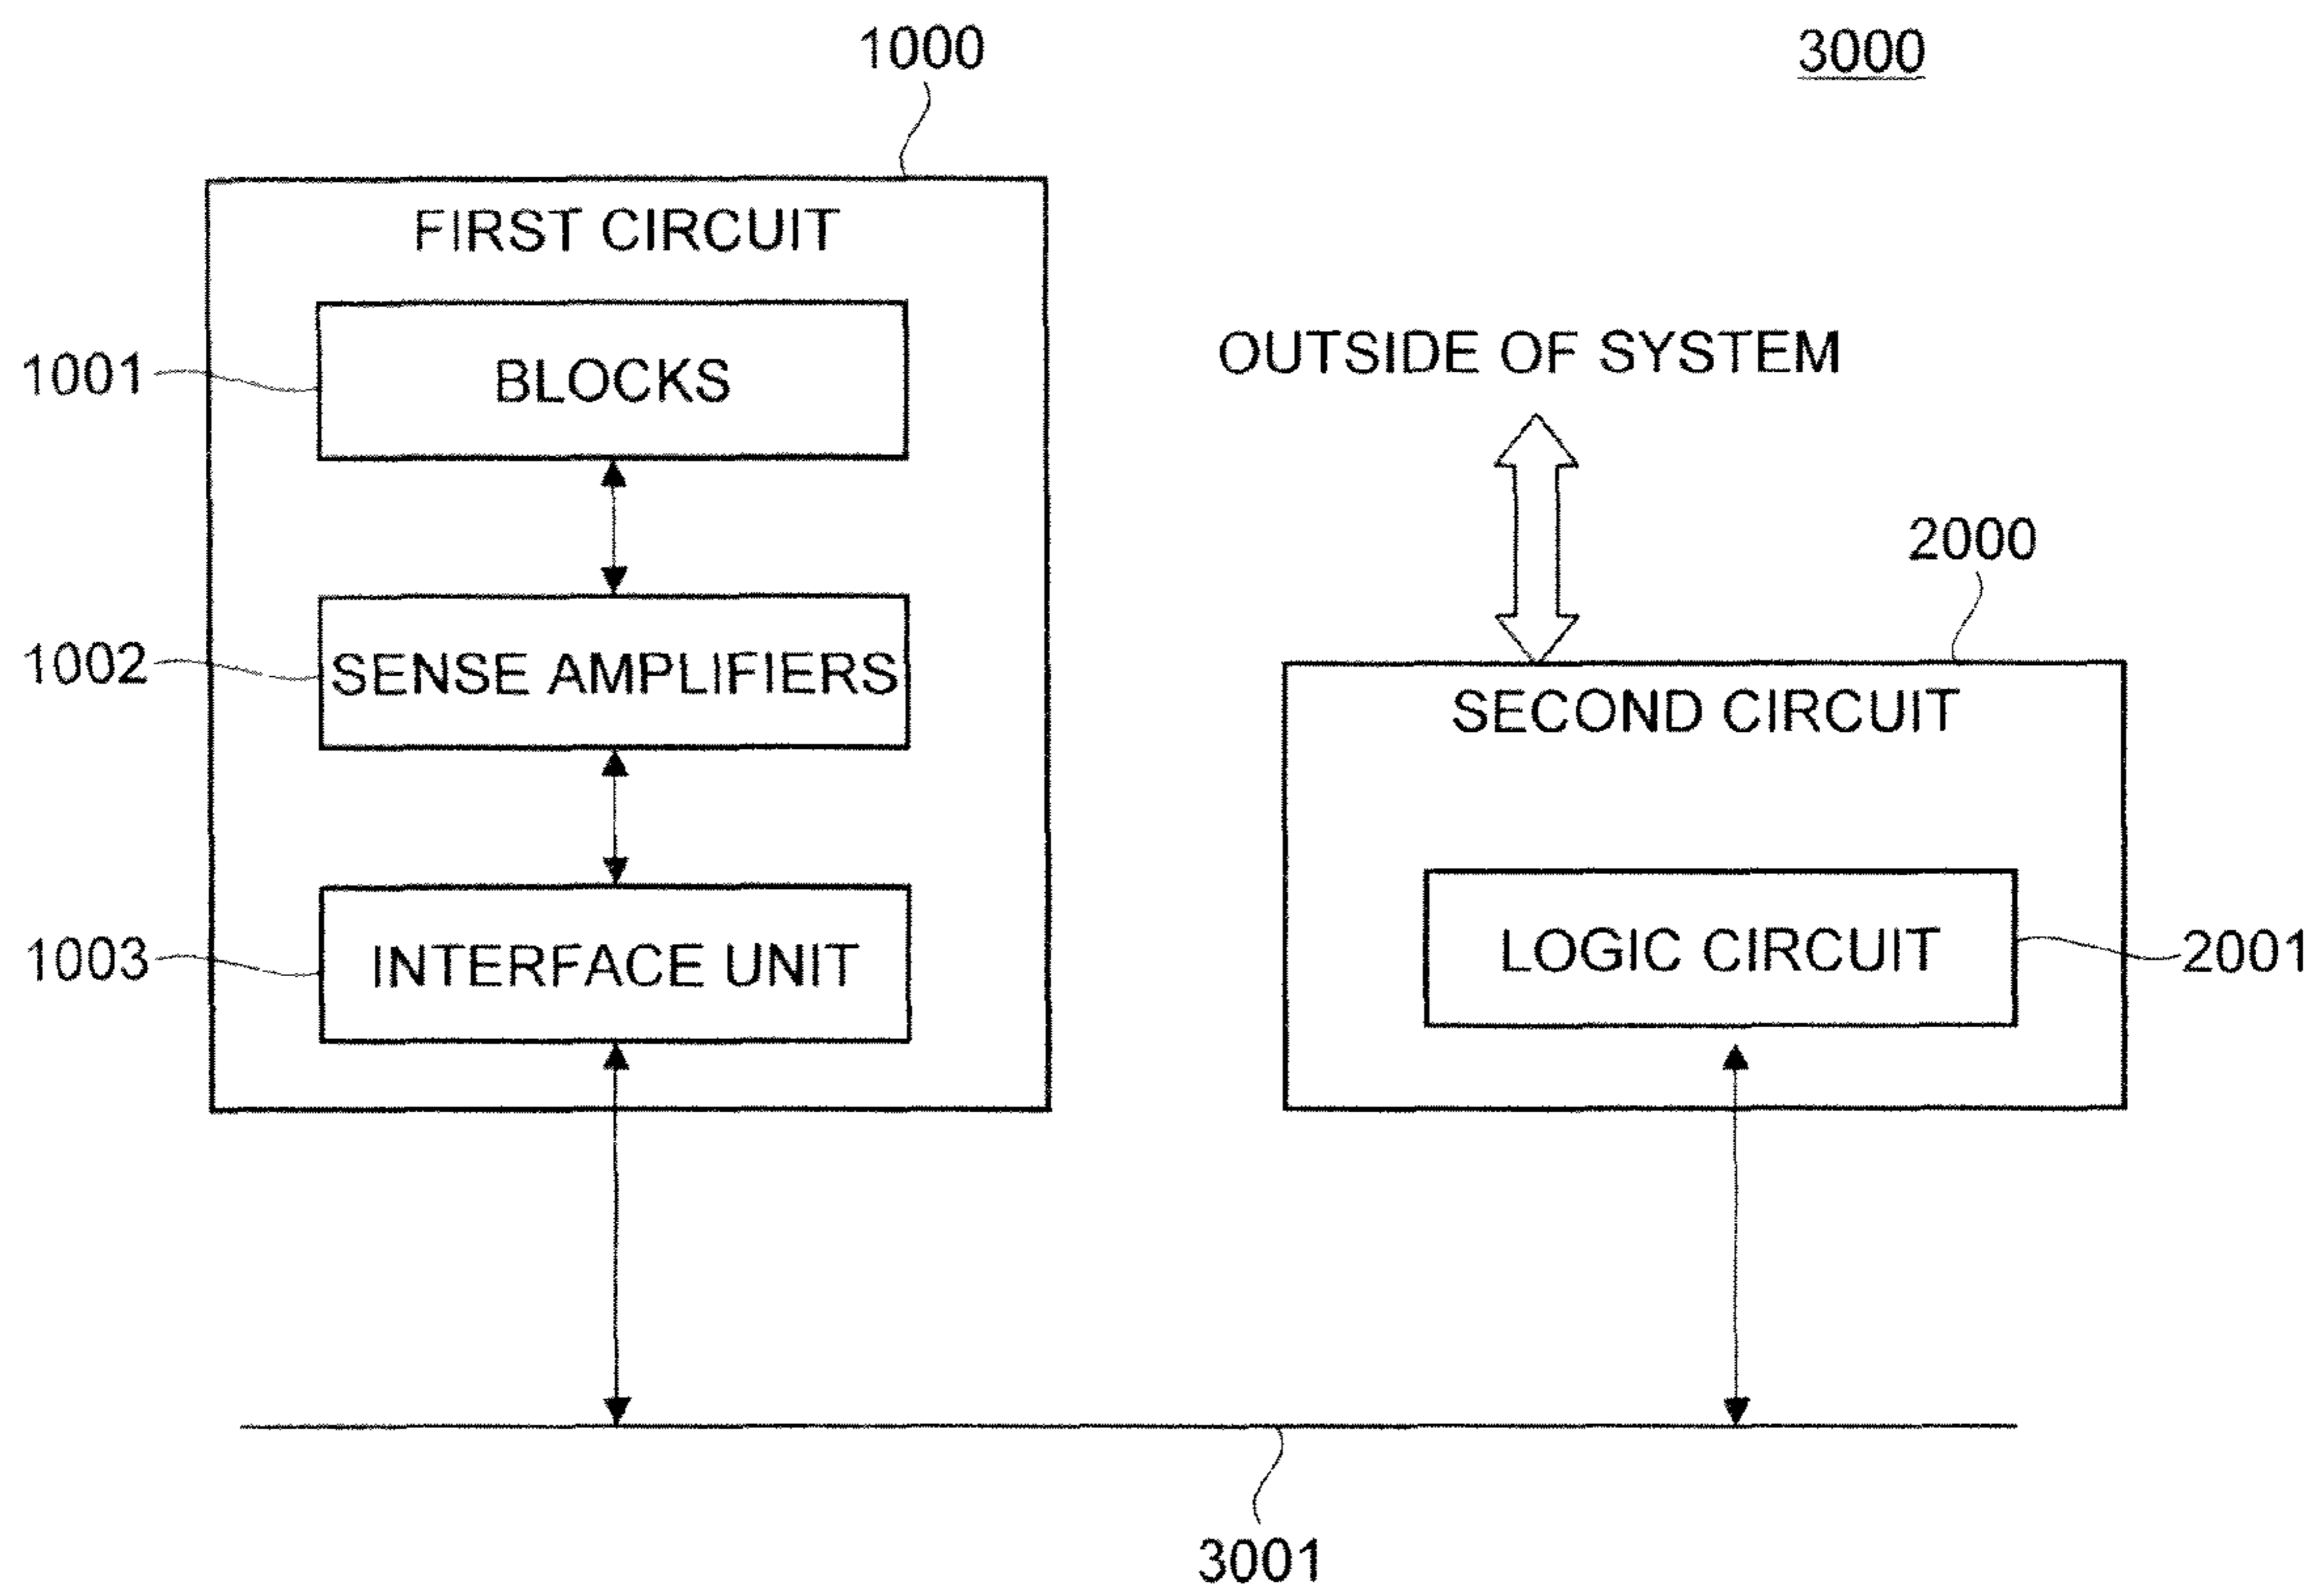 1000
3000
FIRST CIRCUIT
1001
BLOCKS
OUTSIDE OF SYSTEM
2000
1002
SENSE AMPLIFIERS
SECOND CIRCUIT
1003
INTERFACE UNIT
LOGIC CIRCUIT
2001
3001